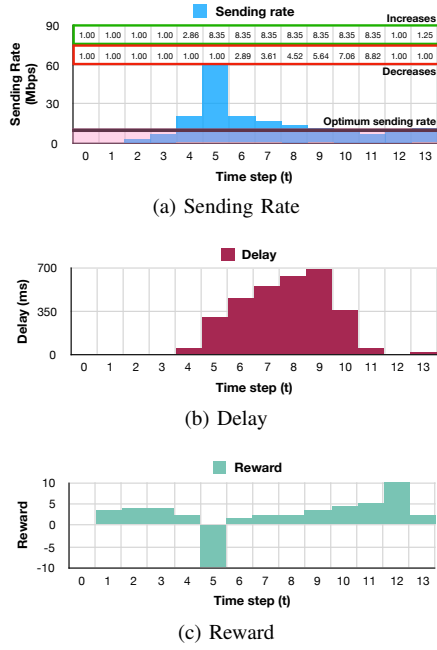 Sending rate
90
Increases
1.00 1.00 1.00 1.00 2.86 8.35 8.35 8.35 8.35 8.35 8.35 8.35 1.00 1.25
1.00 1.00 1.00 1.00 1.00 1.00 2.89 3.61 4.52 5.64 7.06 8.82 1.00 1.00
60
Decreases
Sending Rate
(Mbps)
30
Optimum sending rate
0
0 1 2 3 4 5 6 7 8 9 10 11 12 13
Time step (t)
(a) Sending Rate
Delay
700
Delay (ms)
350
0
0 1 2 3 4 5 6 7 8 9 10 11 12 13
Time step (t)
(b) Delay
Reward
10
5
Reward
0
-5
-10
0 1 2 3 4 5 6 7 8 9 10 11 12 13
Time step (t)
(c) Reward